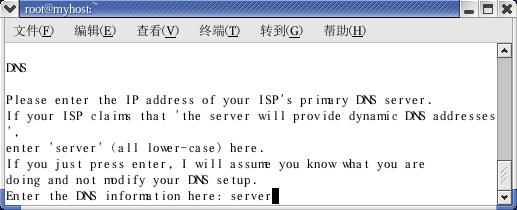 root@myhost:~
文件(F) 编辑(E) 查看(V) 终端(T) 转到(G) 帮助(H)
DNS
Please enter the IP address of your ISP's primary DNS server.
If your ISP claims that 'the server will provide dynamic DNS addresses
',
enter 'server' (all lower-case) here.
If you just press enter, I will assume you know what you are
doing and not modify your DNS setup.
Enter the DNS information here: server